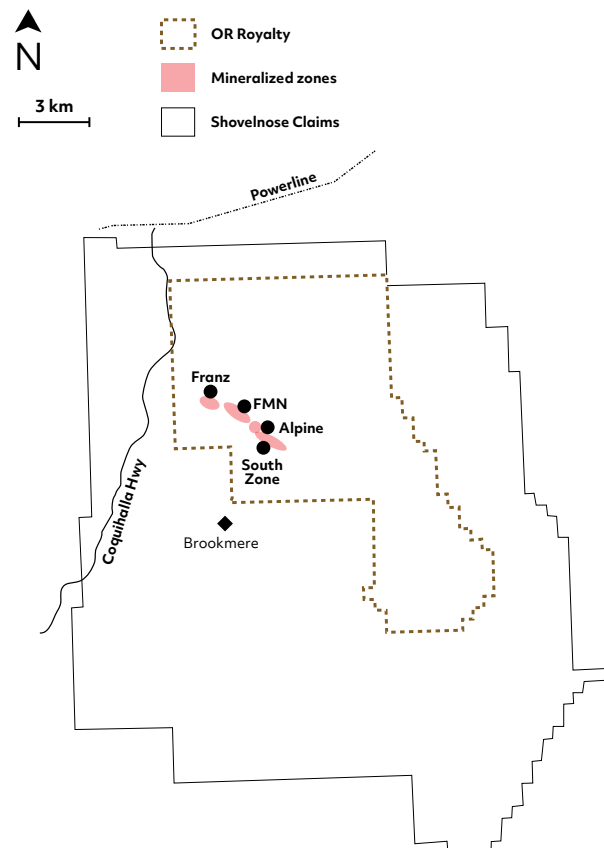 OR Royalty
N
Mineralized zones
3 km
Shovelnose Claims
Powerline
Franz
FMN
Alpine
South
Zone
Coquihalla Hwy
Brookmere